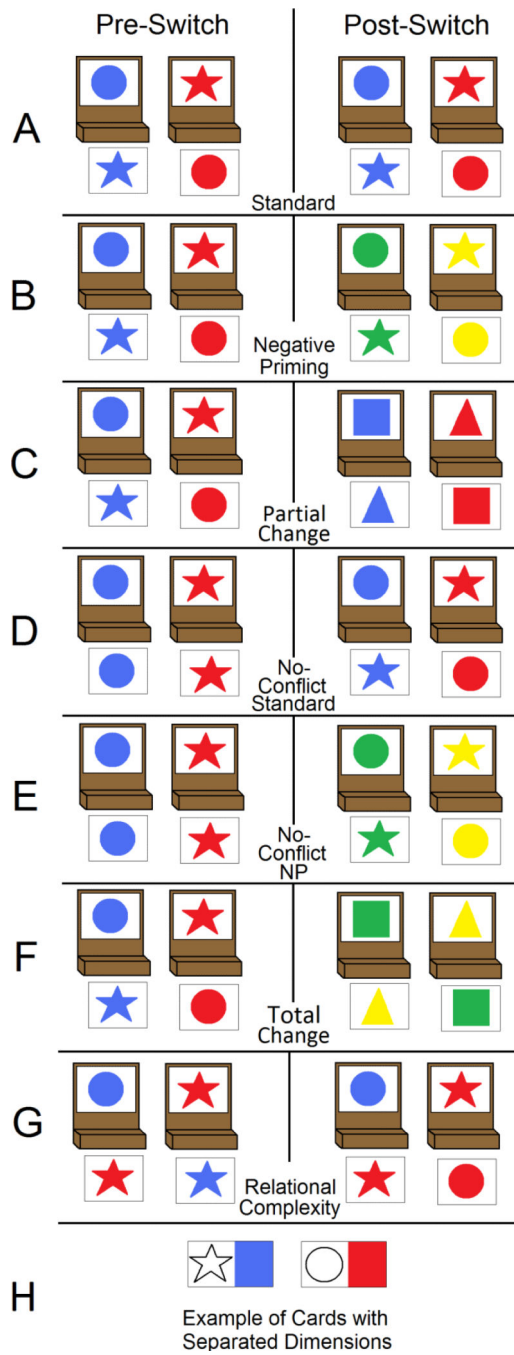 Pre-Switch Post-Switch
A
Standard
B
Negative
Priming
C
Partial
Change
D
No-
Conflict
Standard
E
No-
Conflict
NP
F
Total
Change
G
Relational
Complexity
H
Example of Cards with
Separated Dimensions